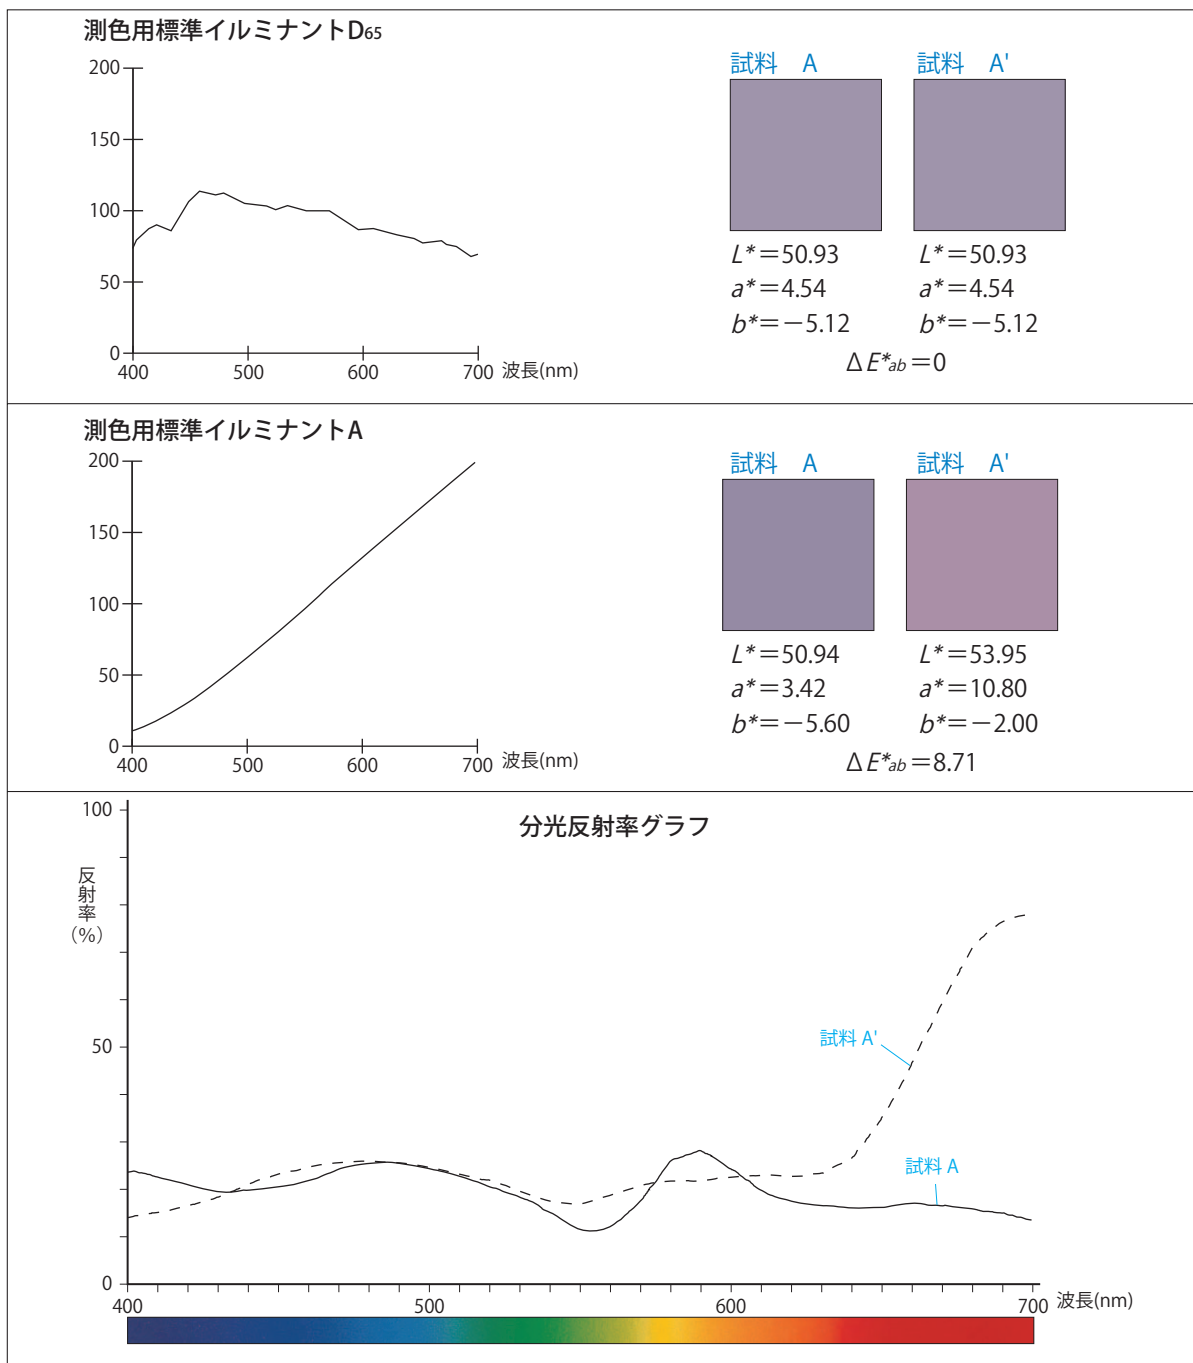 測色用標準イルミナントD65
200
150
100
50
0
400 500 600 700 波長(nm)
試料 A 試料 A'
L*=50.93 L*=50.93
a*=4.54 a*=4.54
b*=−5.12 b*=−5.12
ΔE*ab=0
測色用標準イルミナントA
200
150
100
50
0
400 500 600 700 波長(nm)
試料 A 試料 A'
L*=50.94 L*=53.95
a*=3.42 a*=10.80
b*=−5.60 b*=−2.00
ΔE*ab=8.71
分光反射率グラフ
100
反射率(%)
50
試料 A'
試料 A
0
400 500 600 700 波長(nm)